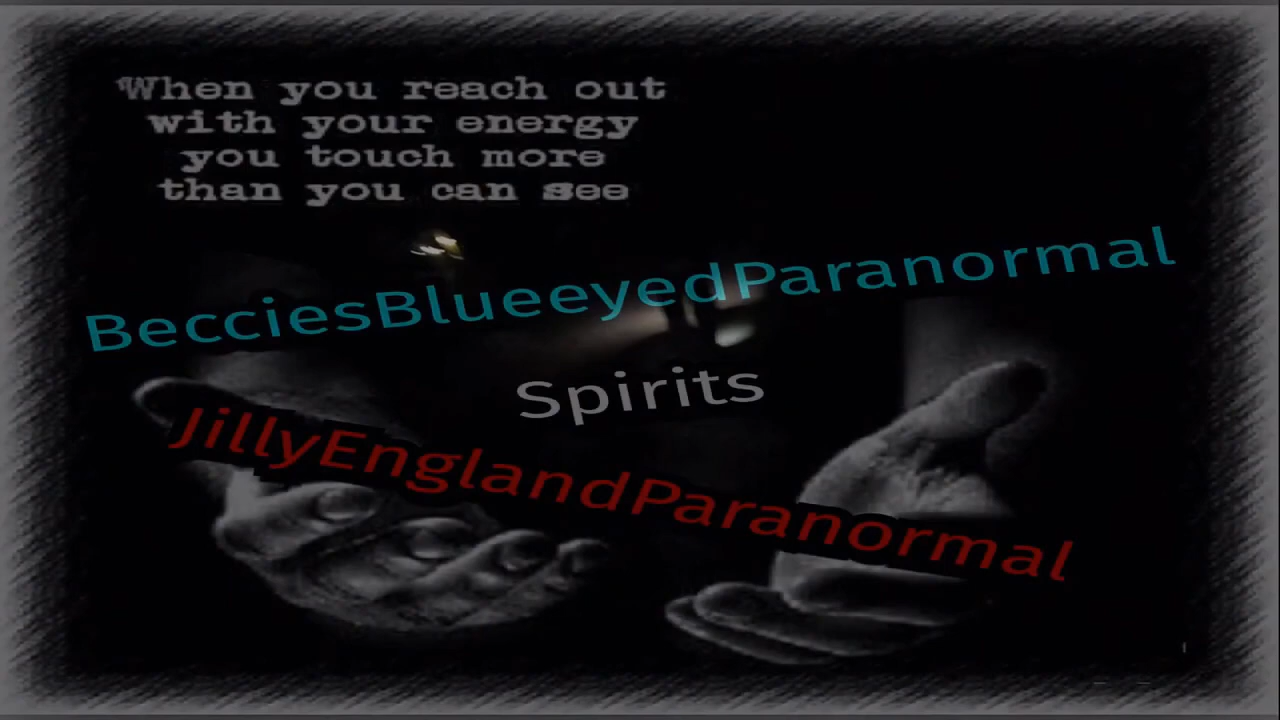 When you reach out
with your energy
you touch more
than you can see
BecciesBlueeyedParanormal
Spirits
JillyEnglandParanormal